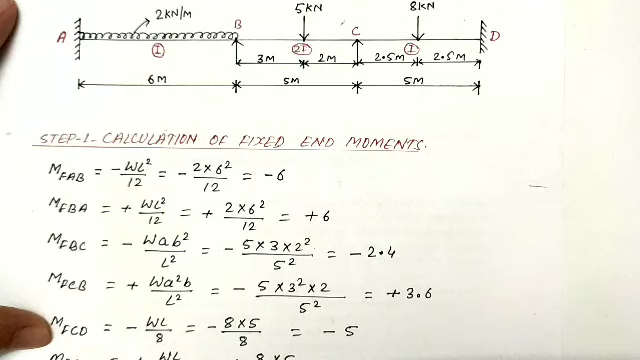 5KN 8KN
2KN/M
A B C D
I 2I I
3M 2M 2.5M 2.5M
6M 5M 5M
STEP-1- CALCULATION OF FIXED END MOMENTS.
MFAB = -WL²/12 = - 2×6²/12 = -6
MFBA = + WL²/12 = + 2×6²/12 = +6
MFBC = - Wab²/L² = - 5×3×2²/5² = -2.4
MFCB = + Wa²b/L² = - 5×3²×2/5² = +3.6
MFCD = - WL/8 = - 8×5/8 = -5